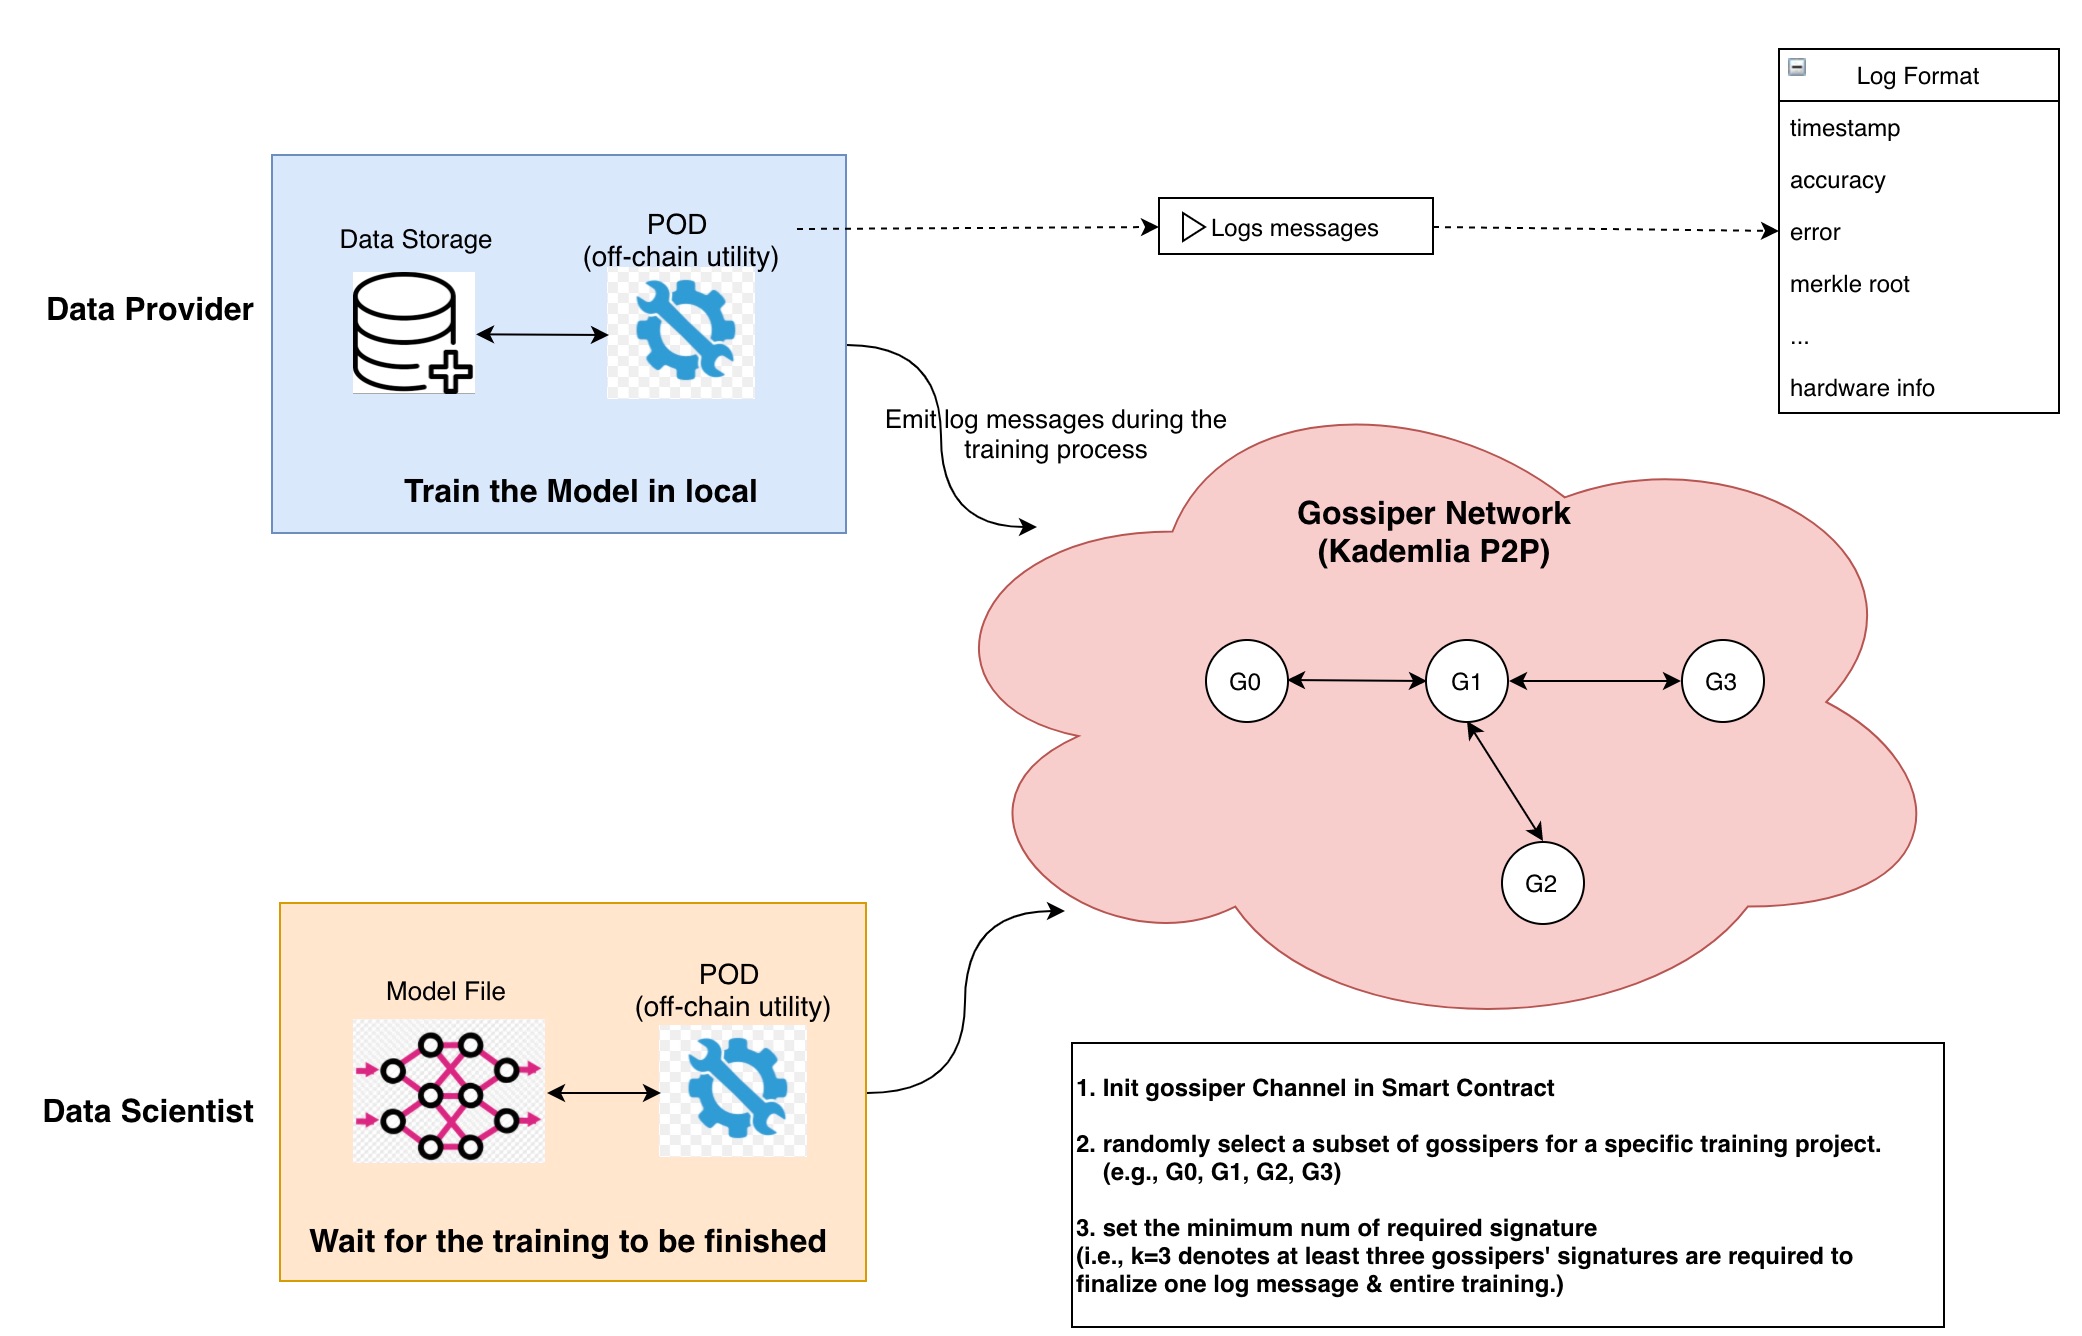 Log Format
timestamp
accuracy
error
merkle root
...
hardware info
Logs messages
Data Provider
Data Storage
POD
(off-chain utility)
Train the Model in local
Emit log messages during the
training process
Gossiper Network
(Kademlia P2P)
G0
G1
G3
G2
Data Scientist
Model File
POD
(off-chain utility)
Wait for the training to be finished
1. Init gossiper Channel in Smart Contract
2. randomly select a subset of gossipers for a specific training project.
(e.g., G0, G1, G2, G3)
3. set the minimum num of required signature
(i.e., k=3 denotes at least three gossipers' signatures are required to
finalize one log message & entire training.)